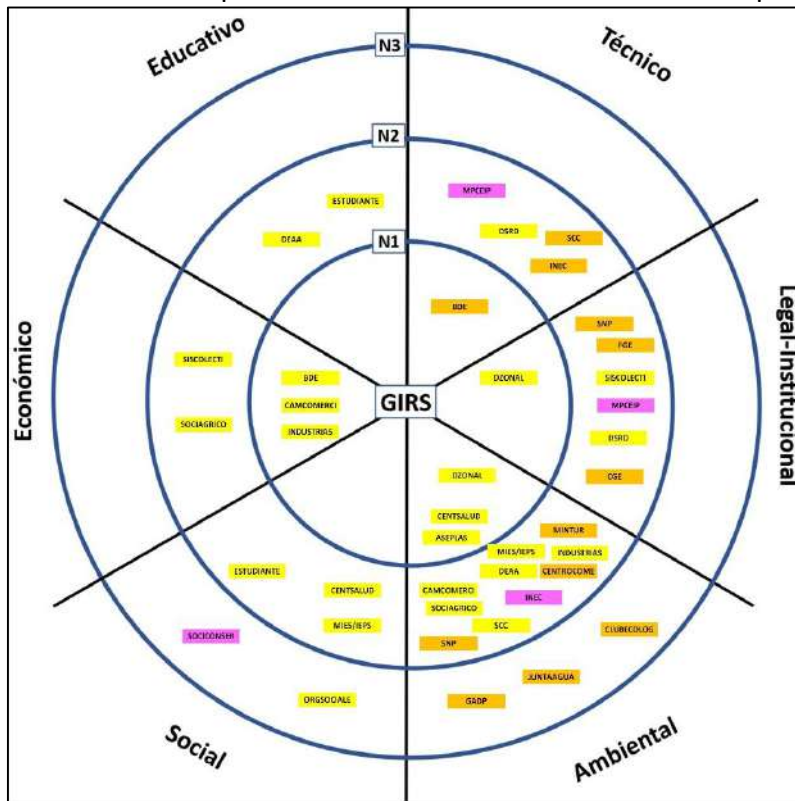 Educativo
Técnico
N3
N2
N1
MPCEIP
ESTUDIANTE
DEAA
DSRD
SCC
INEC
BDE
Económico
SISCOLECTI
SOCIAGRICO
BDE
CAMCOMERCI
INDUSTRIAS
GIRS
DZONAL
SNP
FGE
SISCOLECTI
MPCEIP
DSRD
CGE
Legal-Institucional
DZONAL
CENTSALUD
ASEPLAS
MINTUR
MIES/IEPS
INDUSTRIAS
DEAA
CENTROCOME
CAMCOMERO
INEC
SOCIAGRICO
SCC
SNP
ESTUDIANTE
CENTSALUD
MIES/IEPS
SOCICONSER
ORGSOCIALE
CLUBECOLOG
JUNTAAGUA
GADP
Social
Ambiental